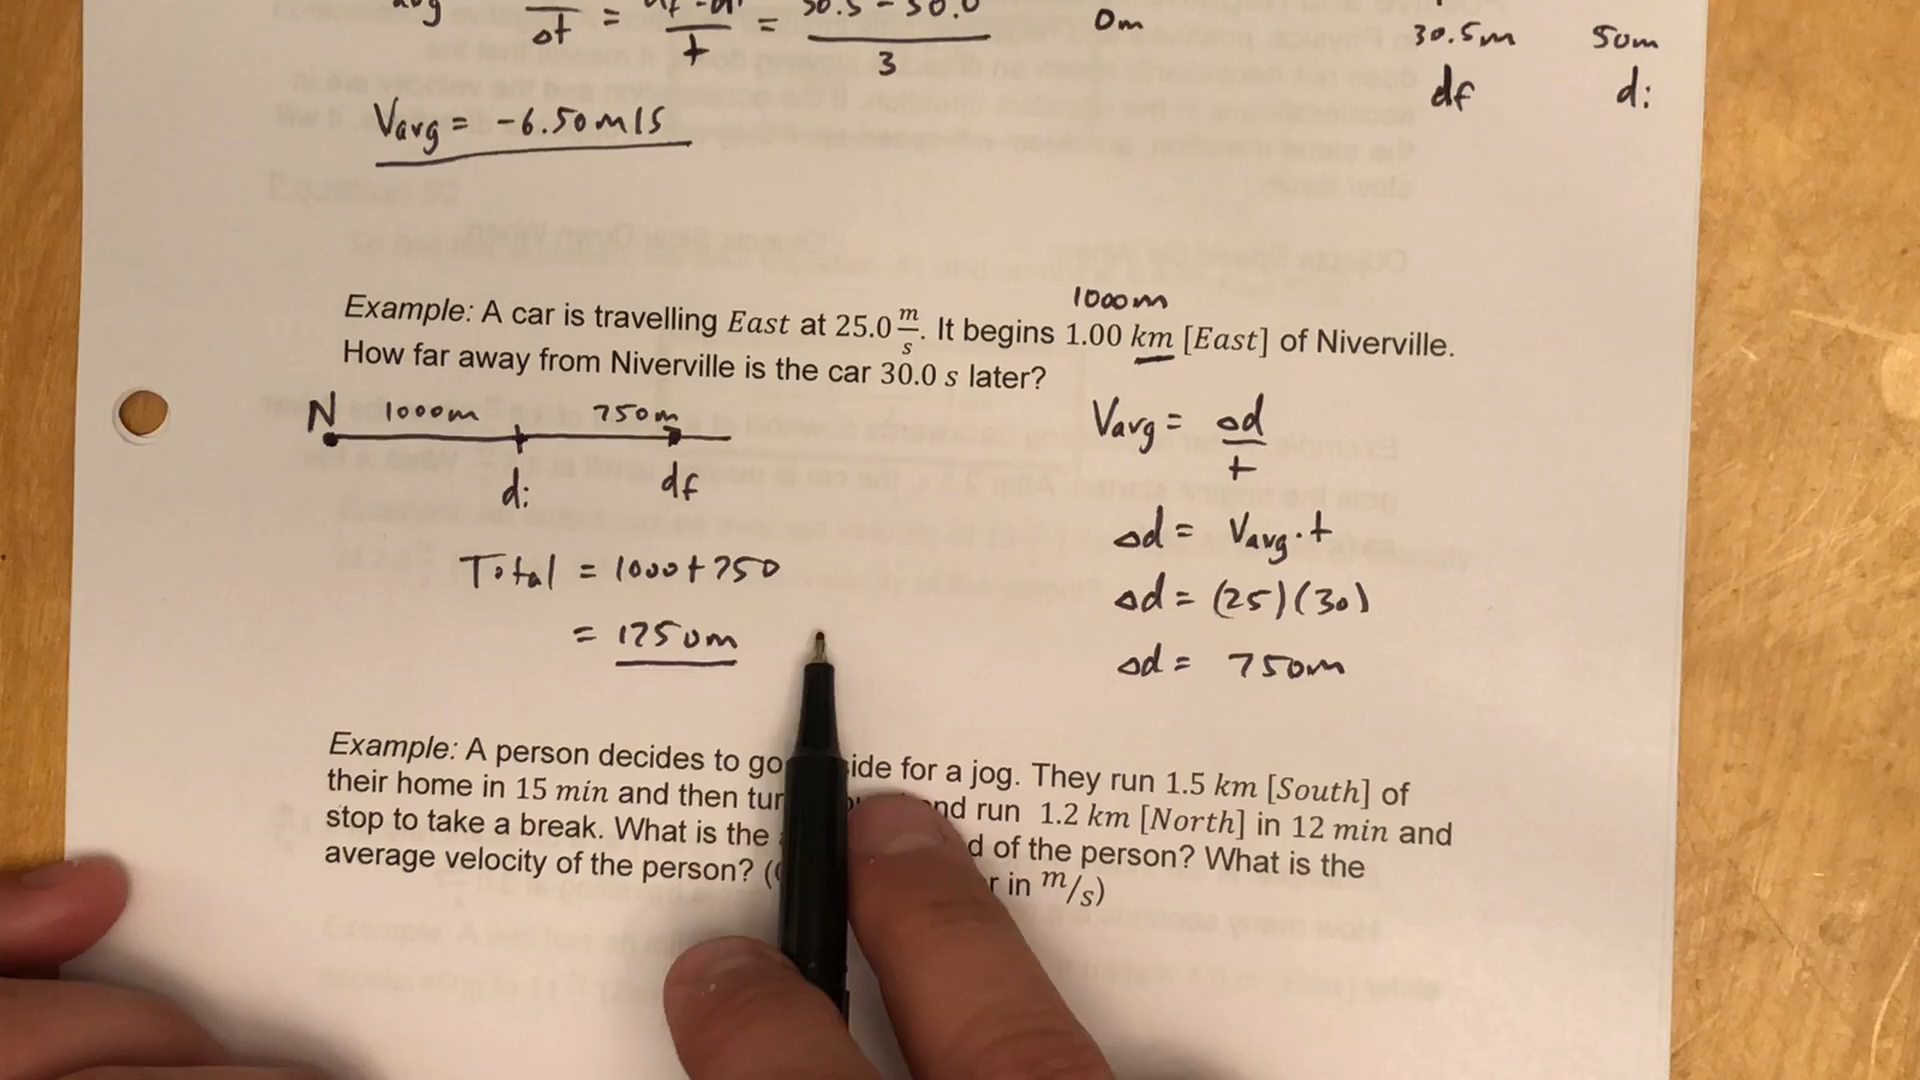 Δt = t = 3 0m 30.5m 50m
df di
Vavg = -6.50m/s
1000m
Example: A car is travelling East at 25.0 m/s. It begins 1.00 km [East] of Niverville.
How far away from Niverville is the car 30.0 s later?
N 1000m 750m
di df
Vavg = Δd/t
Δd = Vavg·t
Total = 1000+750
Δd = (25)(30)
= 1750m
Δd = 750m
Example: A person decides to go for a jog. They run 1.5 km [South] of
their home in 15 min and then run 1.2 km [North] in 12 min and
stop to take a break. What is the of the person? What is the
average velocity of the person? ( in m/s)